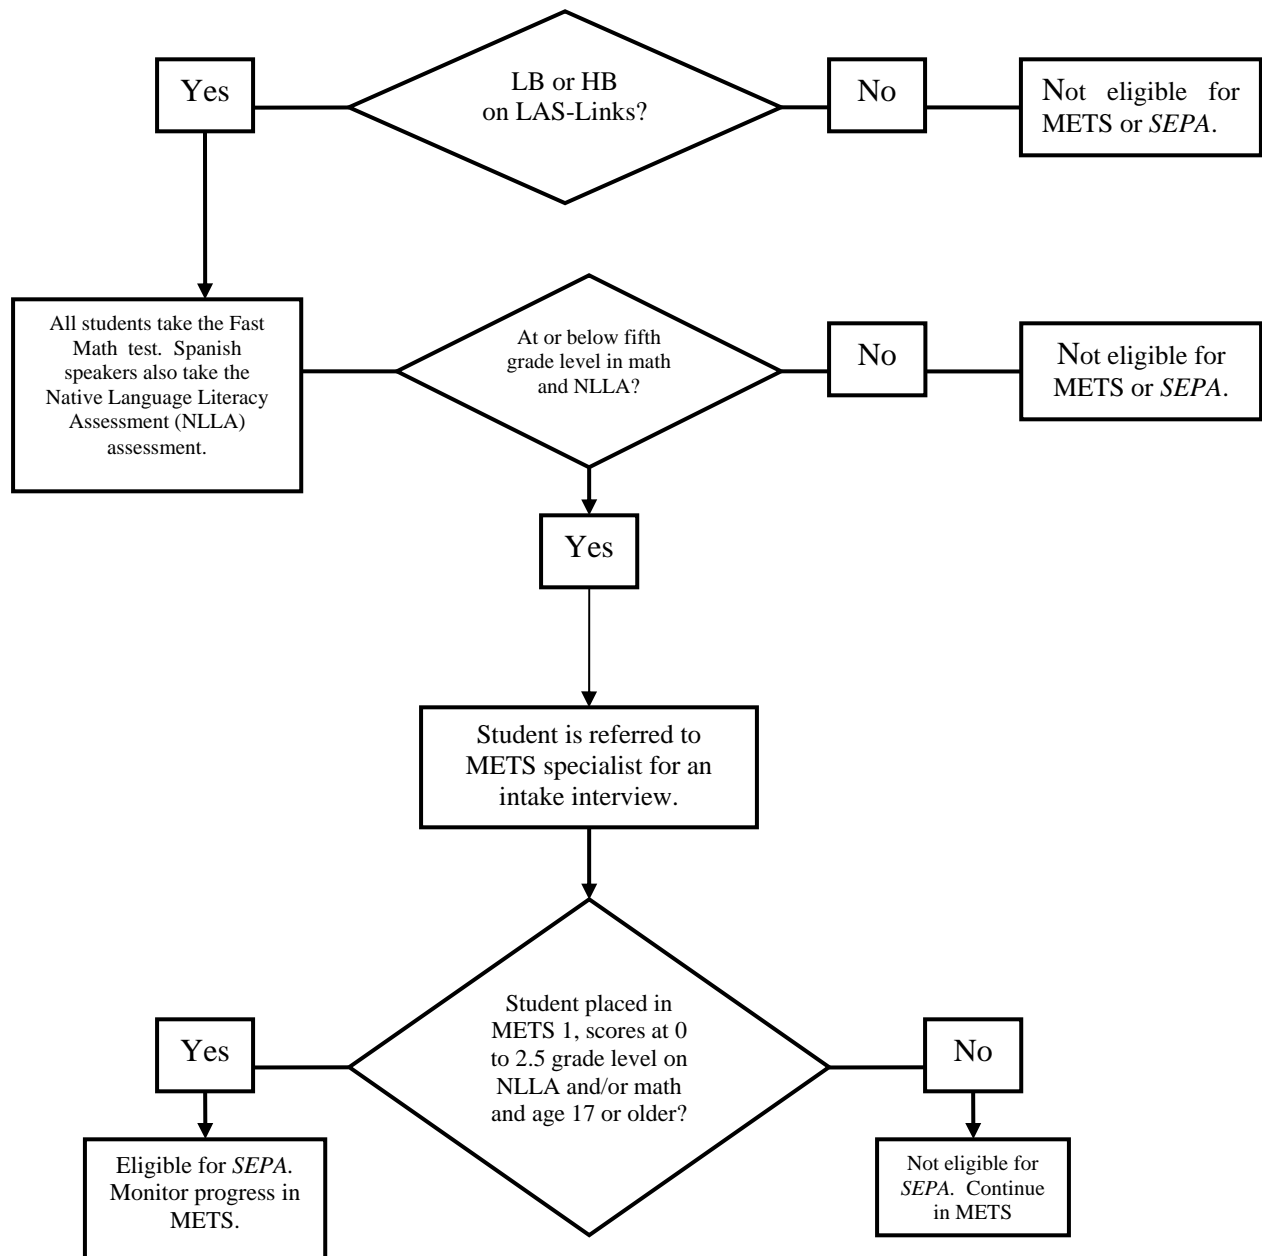 Yes
LB or HB
on LAS-Links?
No
Not eligible for
METS or SEPA.
All students take the Fast
Math test. Spanish
speakers also take the
Native Language Literacy
Assessment (NLLA)
assessment.
At or below fifth
grade level in math
and NLLA?
No
Not eligible for
METS or SEPA.
Yes
Student is referred to
METS specialist for an
intake interview.
Student placed in
METS 1, scores at 0
to 2.5 grade level on
NLLA and/or math
and age 17 or older?
Yes
No
Eligible for SEPA.
Monitor progress in
METS.
Not eligible for
SEPA. Continue
in METS